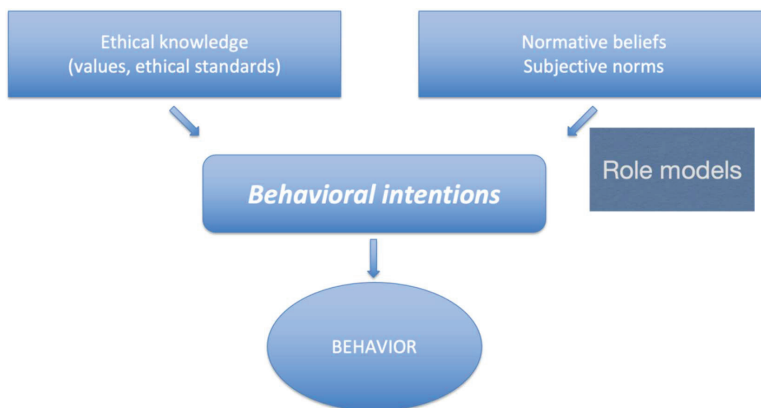 Ethical knowledge
(values, ethical standards)
Normative beliefs
Subjective norms
Role models
Behavioral intentions
BEHAVIOR